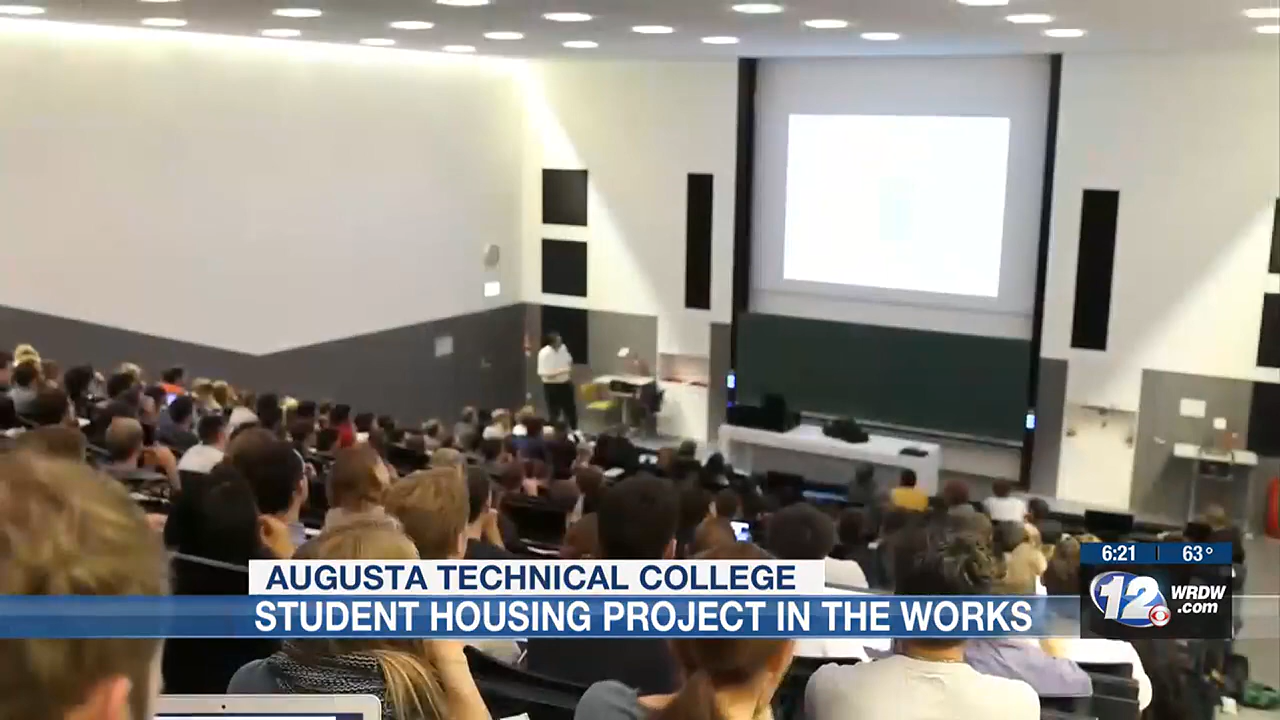 AUGUSTA TECHNICAL COLLEGE
STUDENT HOUSING PROJECT IN THE WORKS
6:21 | 63°
12 WRDW
.com